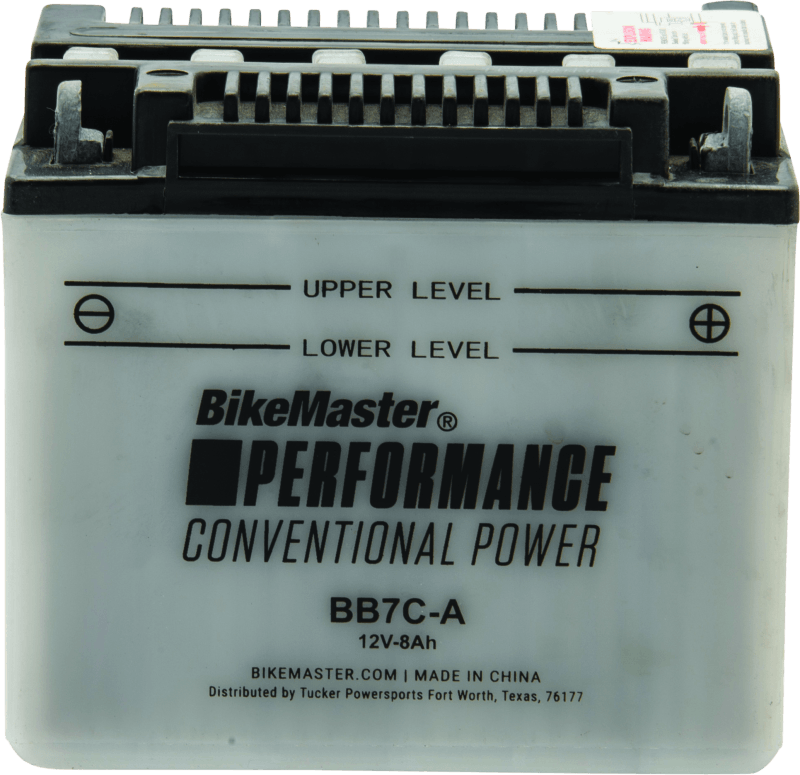 UPPER LEVEL
LOWER LEVEL
BikeMaster®
PERFORMANCE
CONVENTIONAL POWER
BB7C-A
12V-8Ah
BIKEMASTER.COM | MADE IN CHINA
Distributed by Tucker Powersports Fort Worth, Texas, 76177